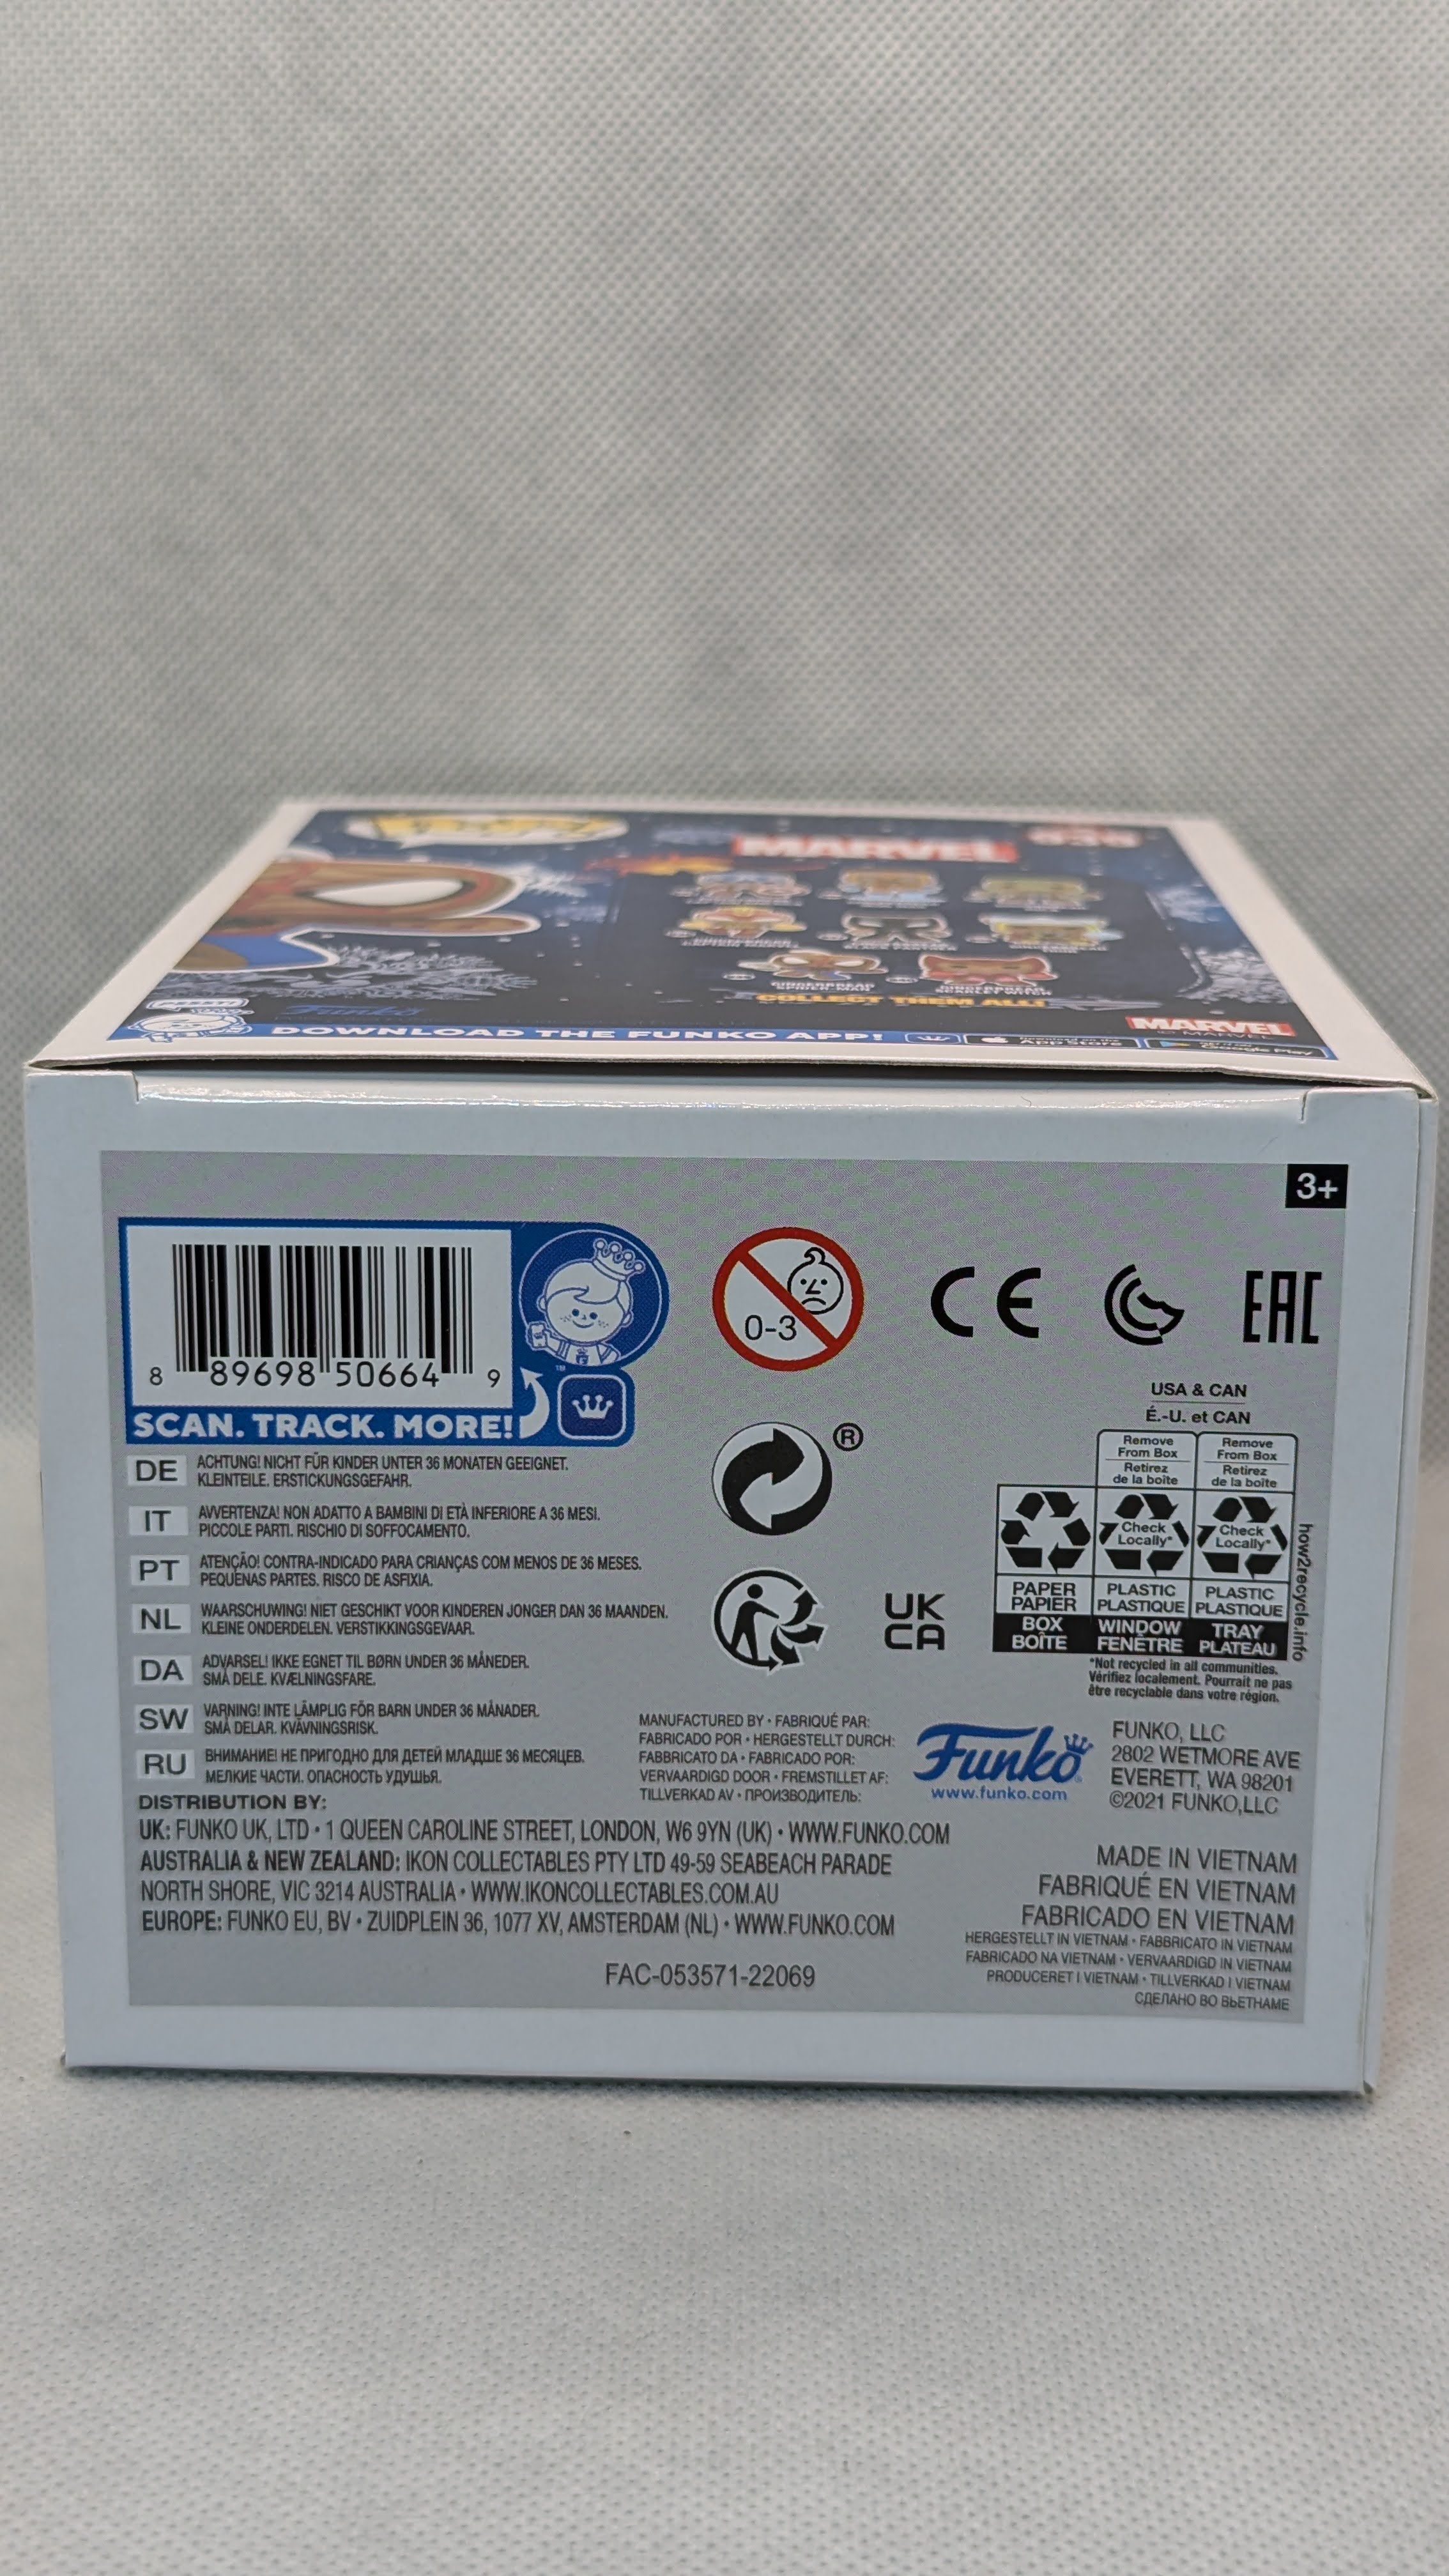 MARVEL
COLLECT THEM ALL!
PSSST!
Funko
MARVEL
© MARVEL
DOWNLOAD THE FUNKO APP!
App Store
Google Play
3+
8 89698 50664 9
SCAN. TRACK. MORE!
TM
0-3
CE
EAC
®
UK
CA
USA & CAN
É.-U. et CAN
Remove
From Box
Retirez
de la boîte
Remove
From Box
Retirez
de la boîte
Check
Locally*
Check
Locally*
PAPER
PAPIER
PLASTIC
PLASTIQUE
PLASTIC
PLASTIQUE
BOX
BOÎTE
WINDOW
FENÊTRE
TRAY
PLATEAU
how2recycle.info
*Not recycled in all communities.
Vérifiez localement. Pourrait ne pas
être recyclable dans votre région.
DE ACHTUNG! NICHT FÜR KINDER UNTER 36 MONATEN GEEIGNET.
KLEINTEILE. ERSTICKUNGSGEFAHR.
IT AVVERTENZA! NON ADATTO A BAMBINI DI ETÀ INFERIORE A 36 MESI.
PICCOLE PARTI. RISCHIO DI SOFFOCAMENTO.
PT ATENÇÃO! CONTRA-INDICADO PARA CRIANÇAS COM MENOS DE 36 MESES.
PEQUENAS PARTES. RISCO DE ASFIXIA.
NL WAARSCHUWING! NIET GESCHIKT VOOR KINDEREN JONGER DAN 36 MAANDEN.
KLEINE ONDERDELEN. VERSTIKKINGSGEVAAR.
DA ADVARSEL! IKKE EGNET TIL BØRN UNDER 36 MÅNEDER.
SMÅ DELE. KVÆLNINGSFARE.
SW VARNING! INTE LÄMPLIG FÖR BARN UNDER 36 MÅNADER.
SMÅ DELAR. KVÄVNINGSRISK.
RU ВНИМАНИЕ! НЕ ПРИГОДНО ДЛЯ ДЕТЕЙ МЛАДШЕ 36 МЕСЯЦЕВ.
МЕЛКИЕ ЧАСТИ. ОПАСНОСТЬ УДУШЬЯ.
MANUFACTURED BY • FABRIQUÉ PAR:
FABRICADO POR • HERGESTELLT DURCH:
FABBRICATO DA • FABRICADO POR:
VERVAARDIGD DOOR • FREMSTILLET AF:
TILLVERKAD AV • ПРОИЗВОДИТЕЛЬ:
Funko
www.funko.com
FUNKO, LLC
2802 WETMORE AVE
EVERETT, WA 98201
©2021 FUNKO,LLC
DISTRIBUTION BY:
UK: FUNKO UK, LTD • 1 QUEEN CAROLINE STREET, LONDON, W6 9YN (UK) • WWW.FUNKO.COM
AUSTRALIA & NEW ZEALAND: IKON COLLECTABLES PTY LTD 49-59 SEABEACH PARADE
NORTH SHORE, VIC 3214 AUSTRALIA • WWW.IKONCOLLECTABLES.COM.AU
EUROPE: FUNKO EU, BV • ZUIDPLEIN 36, 1077 XV, AMSTERDAM (NL) • WWW.FUNKO.COM
MADE IN VIETNAM
FABRIQUÉ EN VIETNAM
FABRICADO EN VIETNAM
HERGESTELLT IN VIETNAM • FABBRICATO IN VIETNAM
FABRICADO NA VIETNAM • VERVAARDIGD IN VIETNAM
PRODUCERET I VIETNAM • TILLVERKAD I VIETNAM
СДЕЛАНО ВО ВЬЕТНАМЕ
FAC-053571-22069